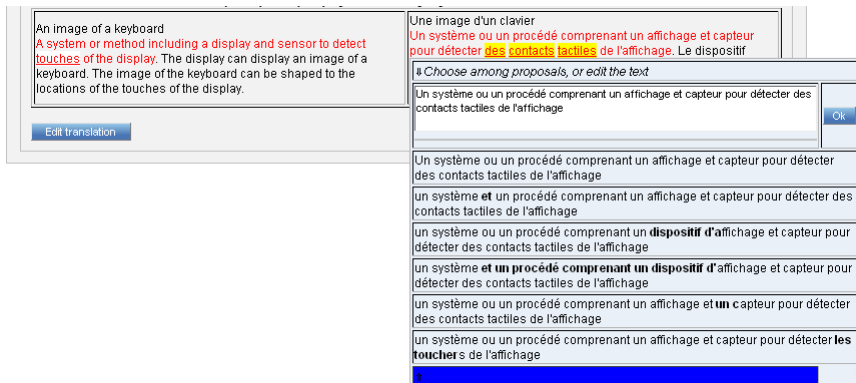 An image of a keyboard
A system or method including a display and sensor to detect
touches of the display. The display can display an image of a
keyboard. The image of the keyboard can be shaped to the
locations of the touches of the display.
Edit translation
Une image d'un clavier
Un système ou un procédé comprenant un affichage et capteur
pour détecter des contacts tactiles de l'affichage. Le dispositif
Choose among proposals, or edit the text
Un système ou un procédé comprenant un affichage et capteur pour détecter des
contacts tactiles de l'affichage
Ok
Un système ou un procédé comprenant un affichage et capteur pour détecter
des contacts tactiles de l'affichage
un système et un procédé comprenant un affichage et capteur pour détecter des
contacts tactiles de l'affichage
un système ou un procédé comprenant un dispositif d'affichage et capteur pour
détecter des contacts tactiles de l'affichage
un système et un procédé comprenant un dispositif d'affichage et capteur pour
détecter des contacts tactiles de l'affichage
un système ou un procédé comprenant un affichage et un capteur pour détecter
des contacts tactiles de l'affichage
un système ou un procédé comprenant un affichage et capteur pour détecter les
touchers de l'affichage